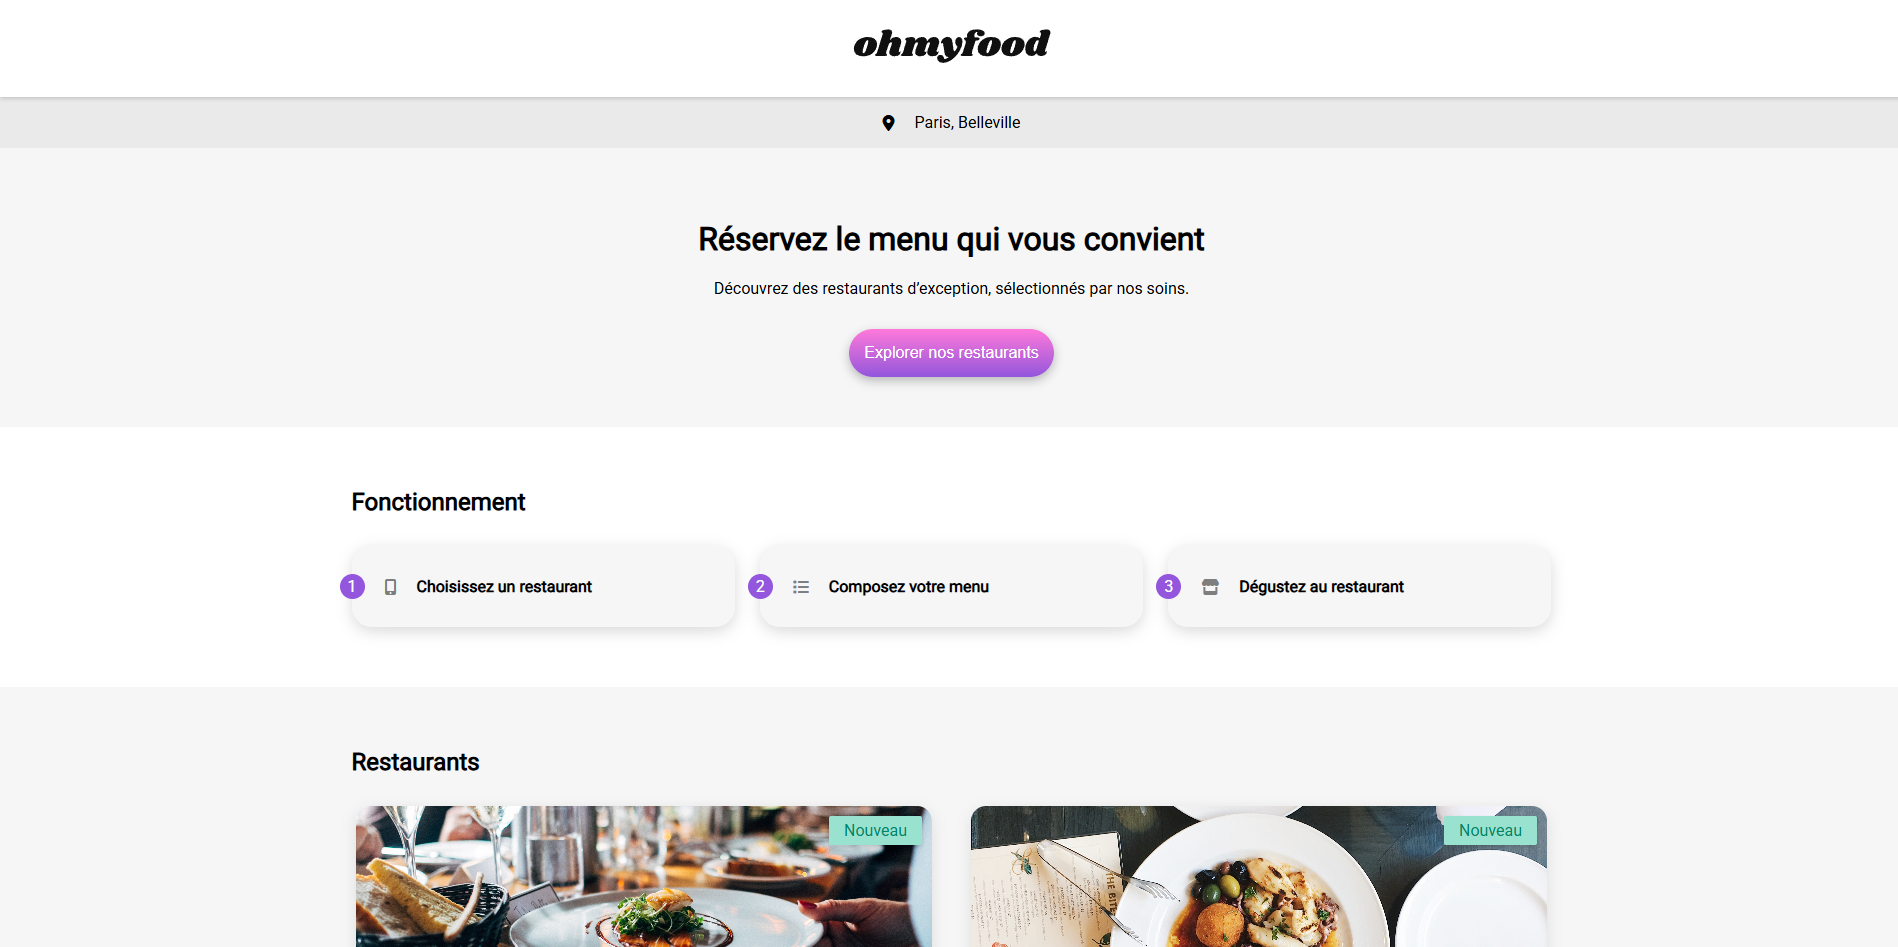 ohmyfood
Paris, Belleville
Réservez le menu qui vous convient
Découvrez des restaurants d’exception, sélectionnés par nos soins.
Explorer nos restaurants
Fonctionnement
1 Choisissez un restaurant
2 Composez votre menu
3 Dégustez au restaurant
Restaurants
Nouveau
Nouveau